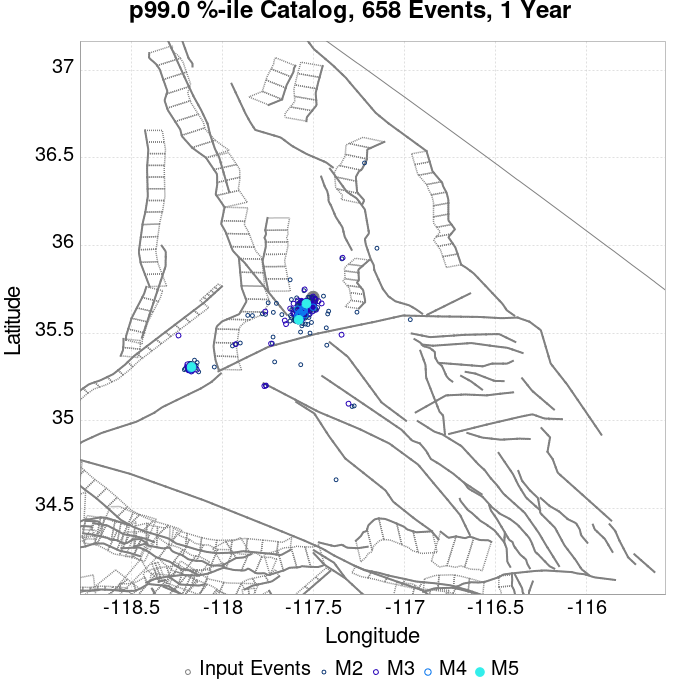 p99.0 %-ile Catalog, 658 Events, 1 Year
37
36.5
36
35.5
35
34.5
Latitude
-118.5 -118 -117.5 -117 -116.5 -116
Longitude
Input Events M2 M3 M4 M5